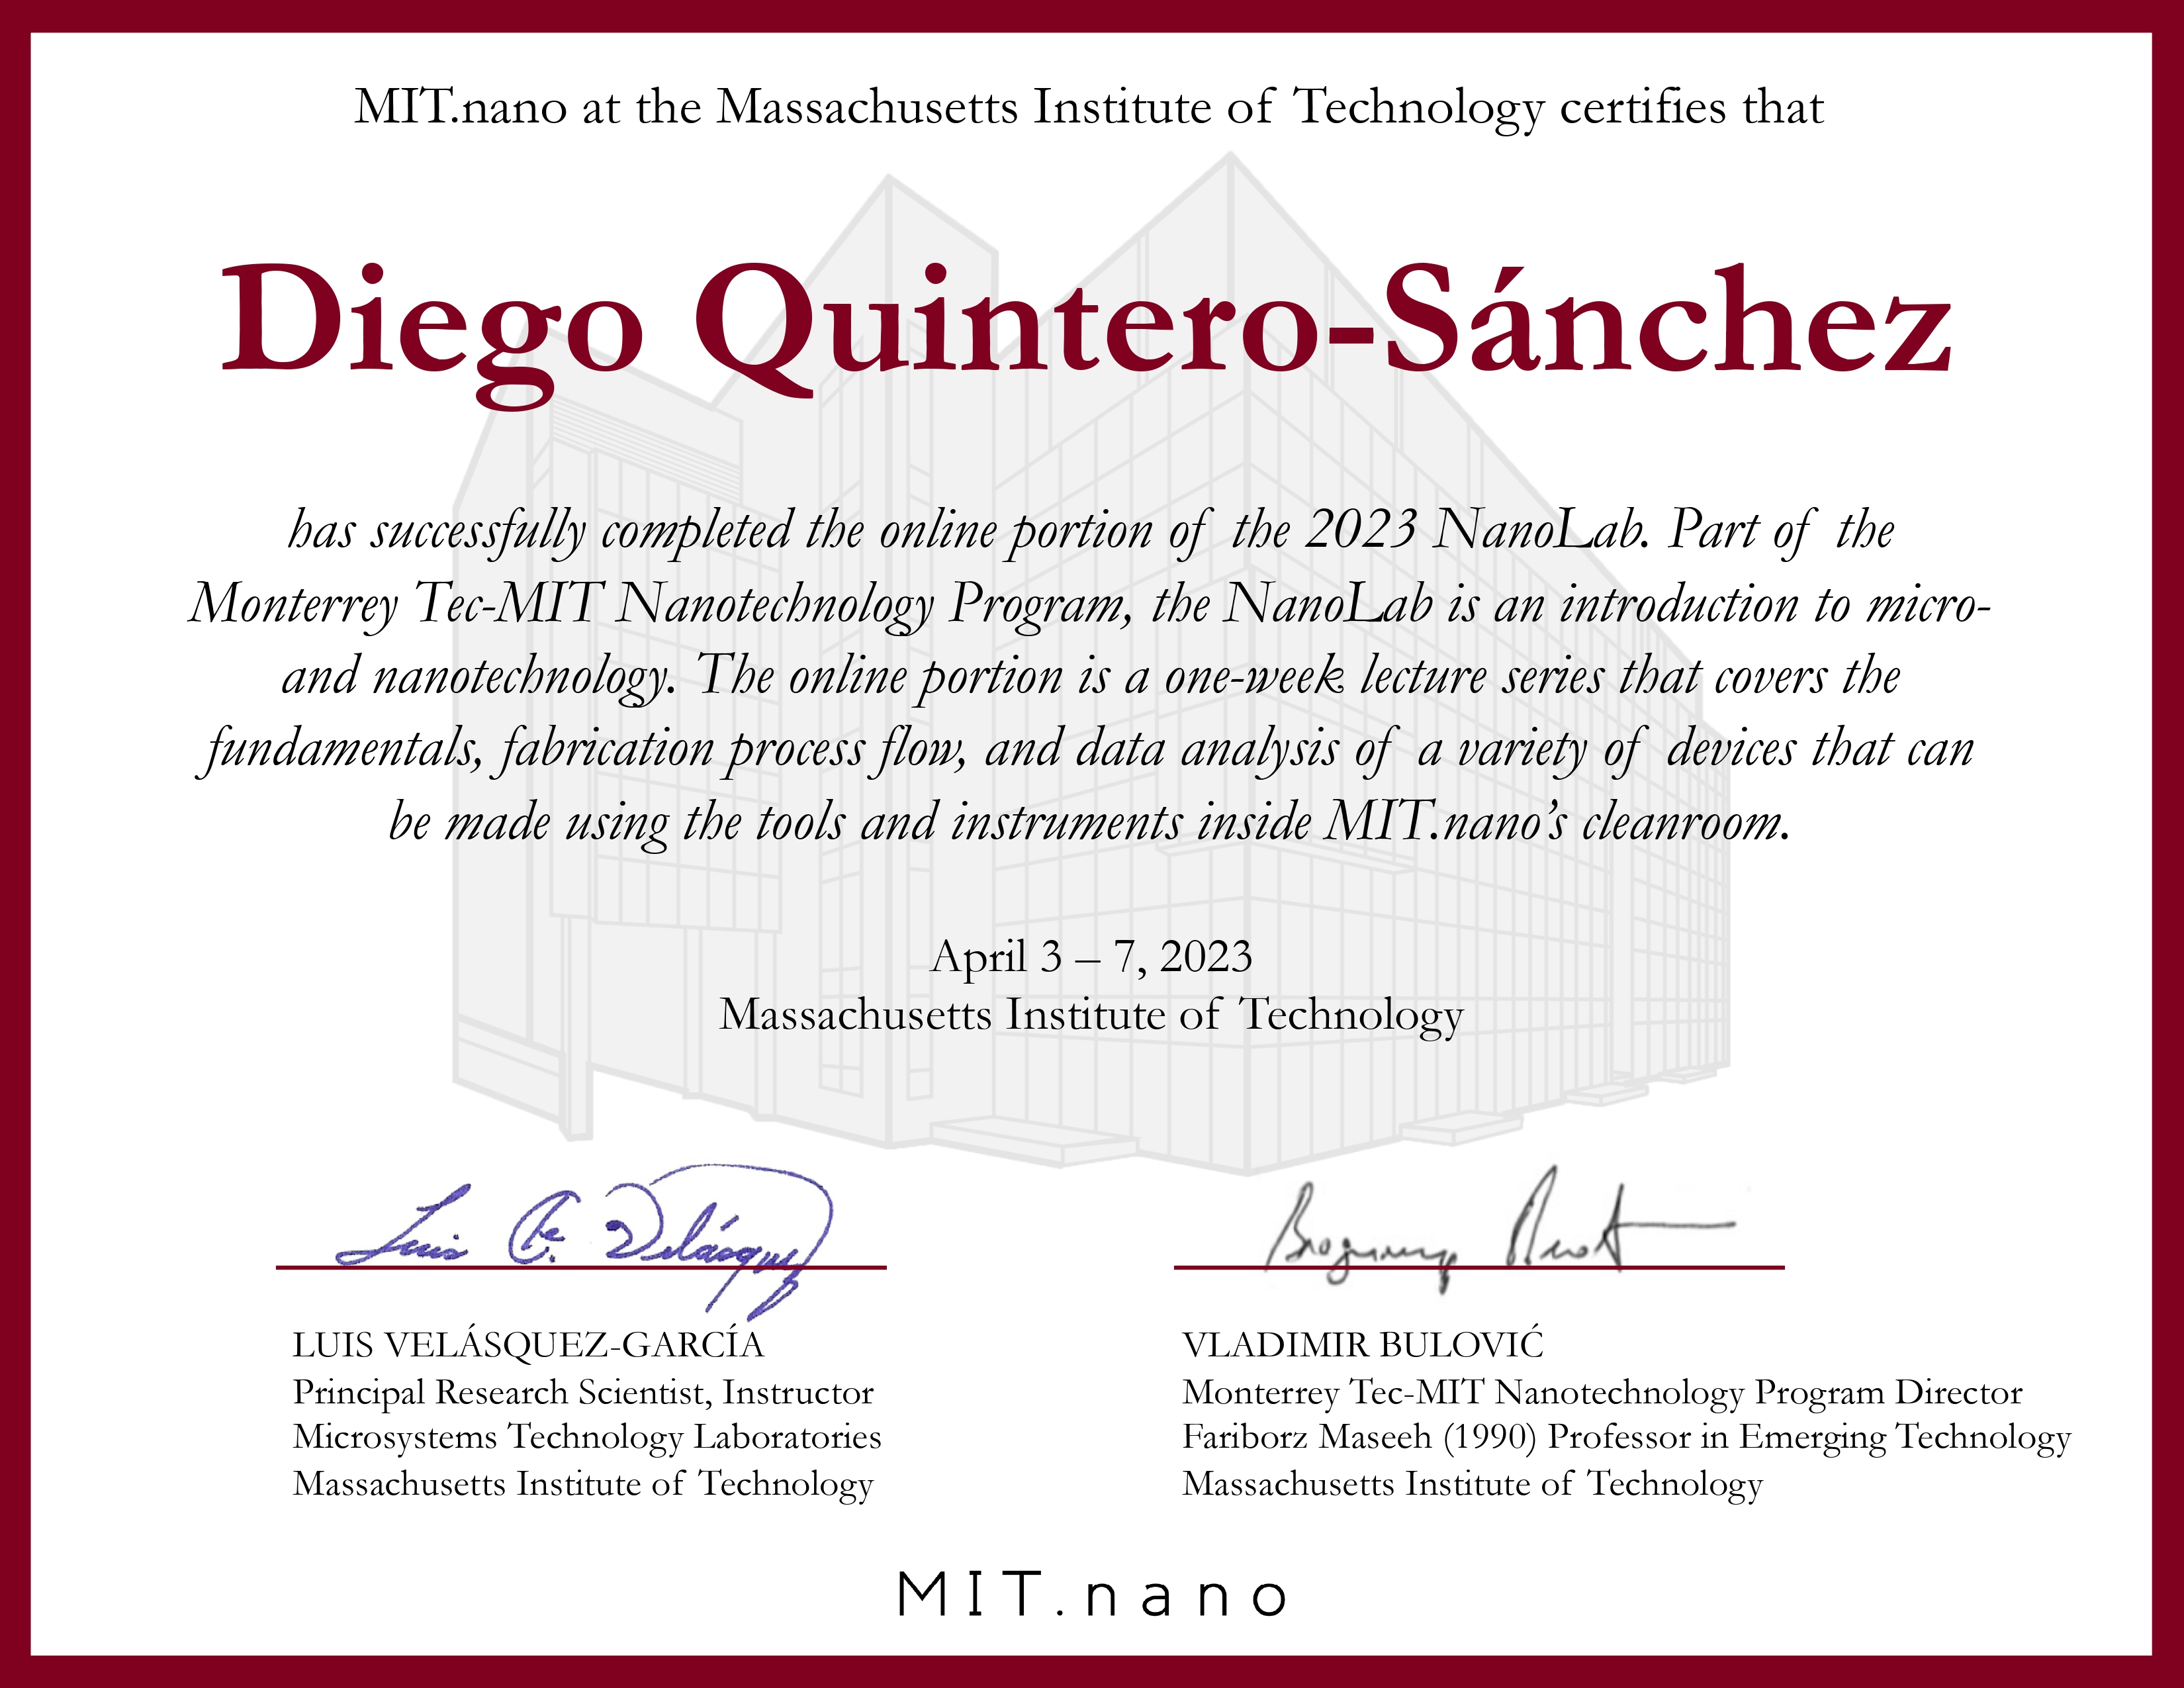 MIT.nano at the Massachusetts Institute of Technology certifies that
Diego Quintero-Sánchez
has successfully completed the online portion of the 2023 NanoLab. Part of the
Monterrey Tec-MIT Nanotechnology Program, the NanoLab is an introduction to micro-
and nanotechnology. The online portion is a one-week lecture series that covers the
fundamentals, fabrication process flow, and data analysis of a variety of devices that can
be made using the tools and instruments inside MIT.nano's cleanroom.
April 3 – 7, 2023
Massachusetts Institute of Technology
Luis Velásquez
LUIS VELÁSQUEZ-GARCÍA
Principal Research Scientist, Instructor
Microsystems Technology Laboratories
Massachusetts Institute of Technology
VLADIMIR BULOVIĆ
Monterrey Tec-MIT Nanotechnology Program Director
Fariborz Maseeh (1990) Professor in Emerging Technology
Massachusetts Institute of Technology
MIT.nano